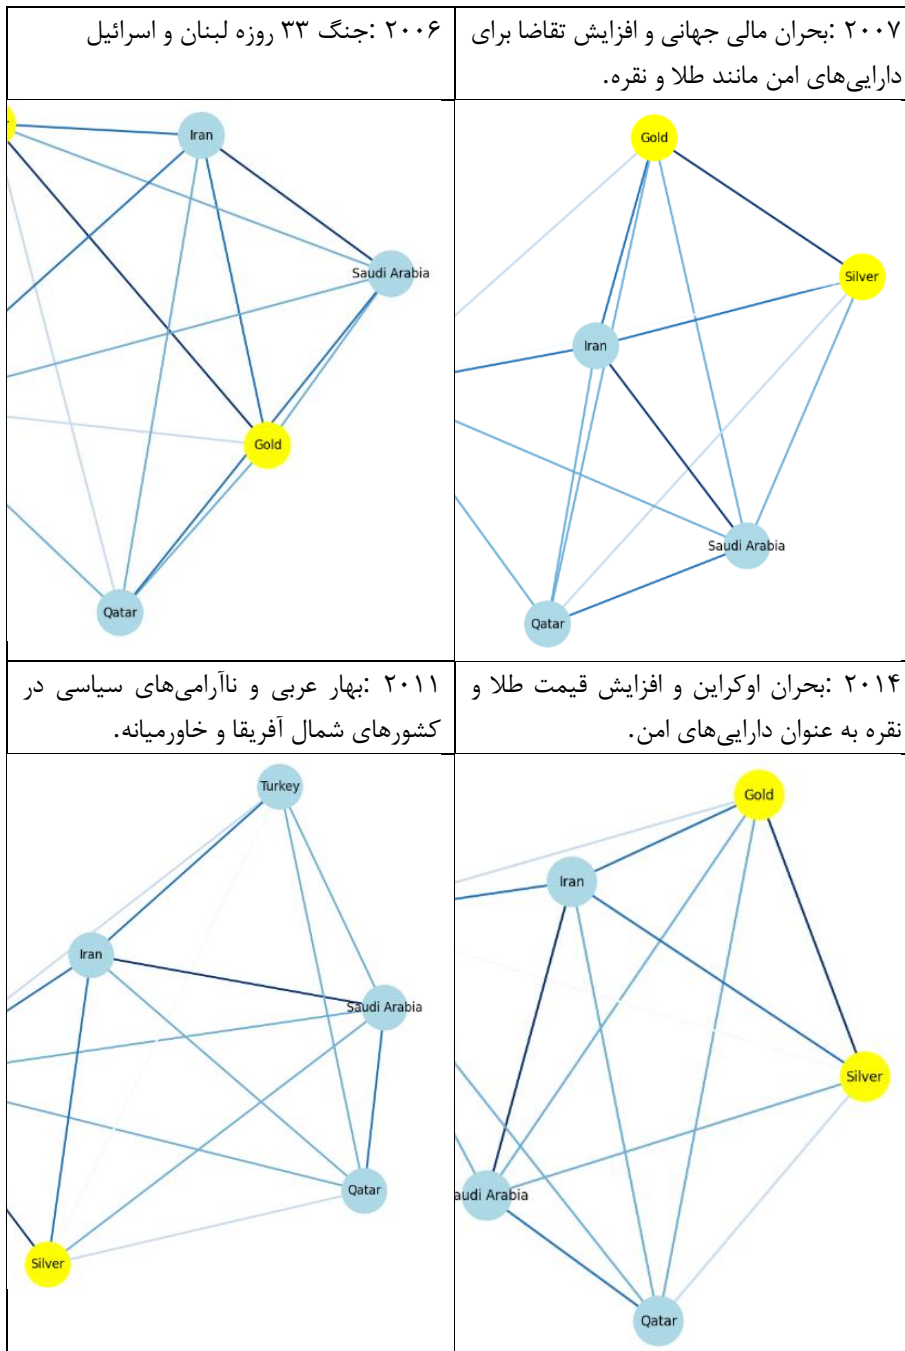 ۲۰۰۷ :بحران مالی جهانی و افزایش تقاضا برای
دارایی‌های امن مانند طلا و نقره.
۲۰۰۶ :جنگ ۳۳ روزه لبنان و اسرائیل
Gold
Silver
Iran
Saudi Arabia
Qatar
Iran
Saudi Arabia
Gold
Qatar
۲۰۱۴ :بحران اوکراین و افزایش قیمت طلا و
نقره به عنوان دارایی‌های امن.
۲۰۱۱ :بهار عربی و ناآرامی‌های سیاسی در
کشورهای شمال آفریقا و خاورمیانه.
Gold
Iran
Silver
audi Arabia
Qatar
Turkey
Iran
Saudi Arabia
Qatar
Silver